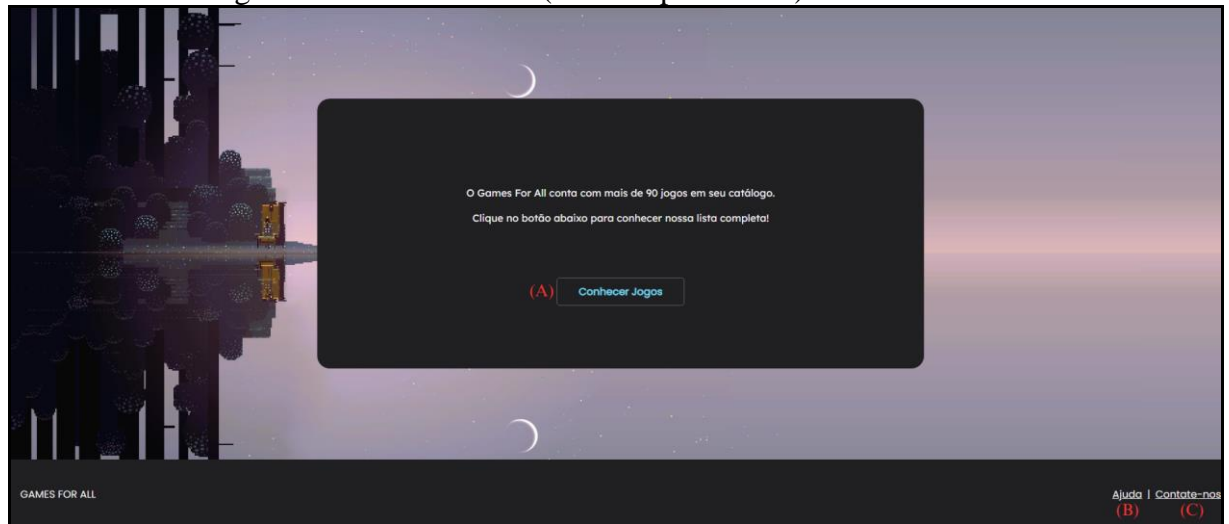 O Games For All conta com mais de 90 jogos em seu catálogo.
Clique no botão abaixo para conhecer nossa lista completa!
(A) Conhecer Jogos
GAMES FOR ALL
Ajuda | Contate-nos
(B) (C)